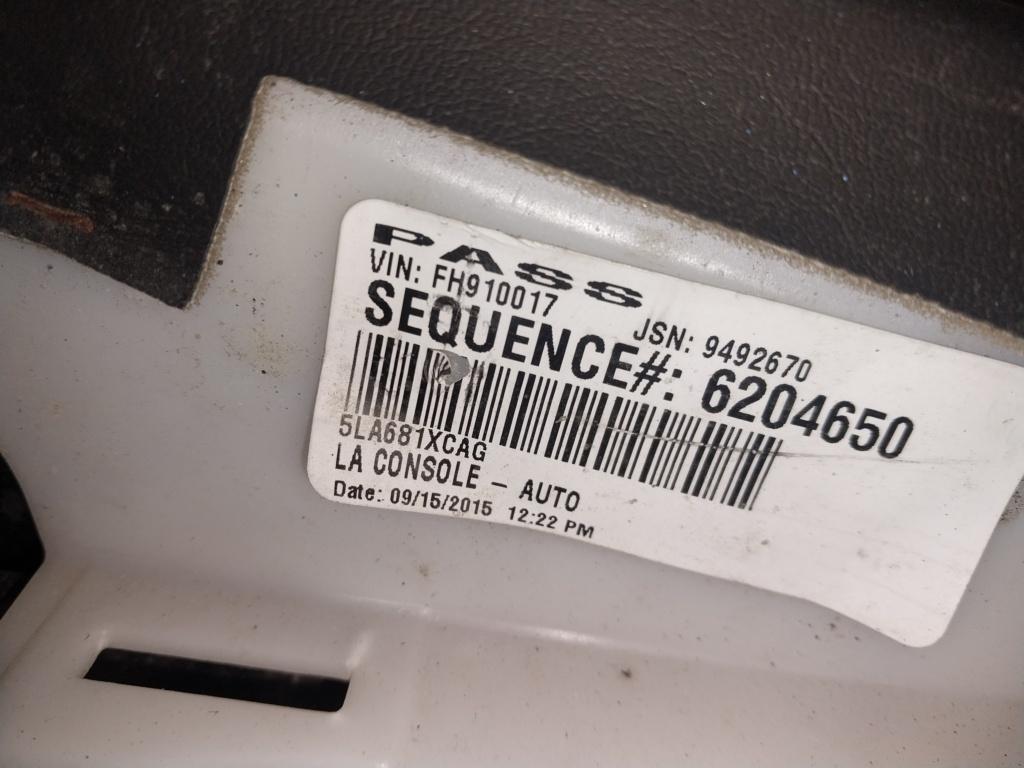 PASS
VIN: FH910017 JSN: 9492670
SEQUENCE#: 6204650
5LA681XCAG
LA CONSOLE - AUTO
Date: 09/15/2015 12:22 PM